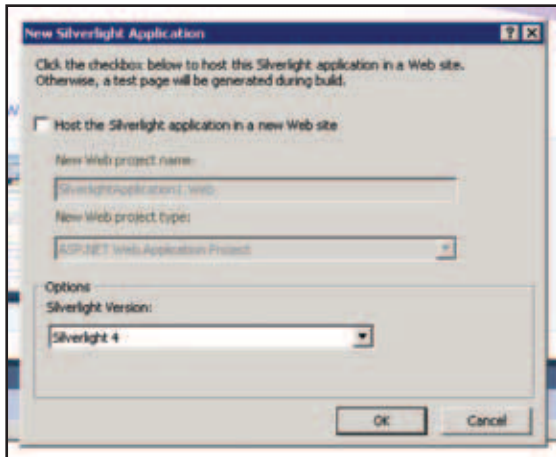 New Silverlight Application
Click the checkbox below to host this Silverlight application in a Web site.
Otherwise, a test page will be generated during build.
Host the Silverlight application in a new Web site
New Web project name:
SilverlightApplication1.Web
New Web project type:
ASP.NET Web Application Project
Options
Silverlight Version:
Silverlight 4
OK
Cancel